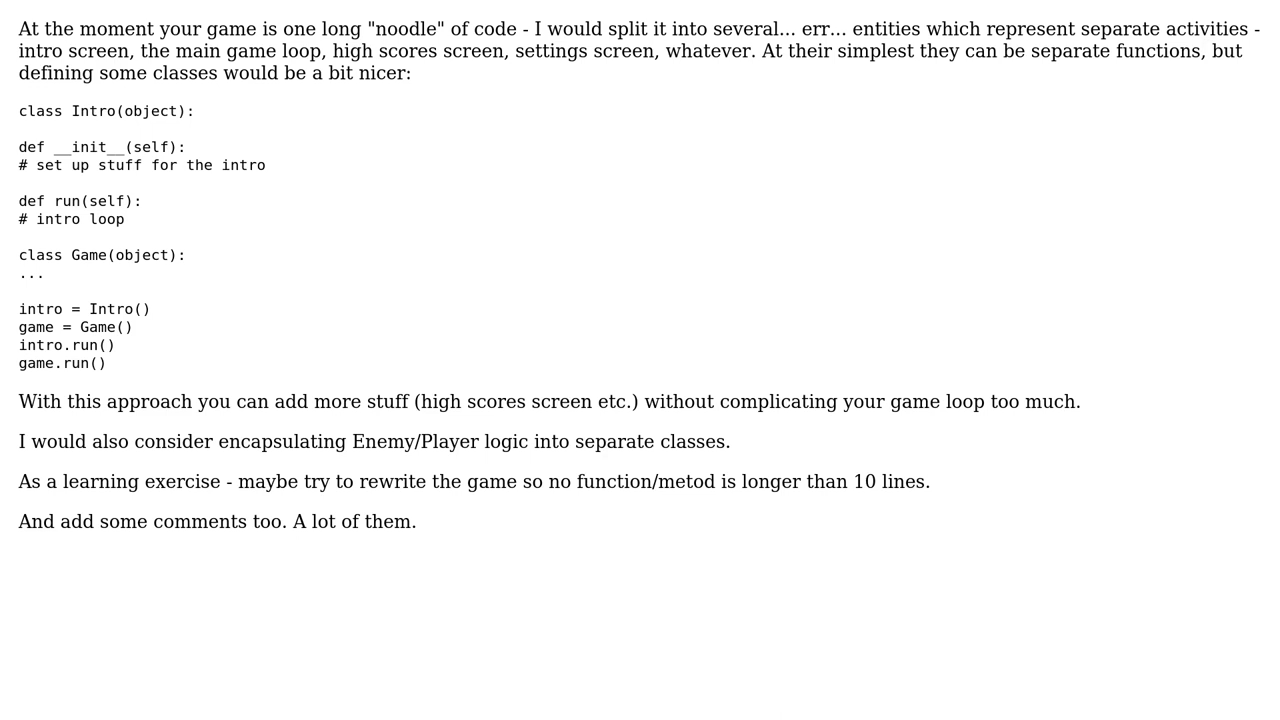 At the moment your game is one long "noodle" of code - I would split it into several... err... entities which represent separate activities -
intro screen, the main game loop, high scores screen, settings screen, whatever. At their simplest they can be separate functions, but
defining some classes would be a bit nicer:
class Intro(object):
def __init__(self):
# set up stuff for the intro
def run(self):
# intro loop
class Game(object):
...
intro = Intro()
game = Game()
intro.run()
game.run()
With this approach you can add more stuff (high scores screen etc.) without complicating your game loop too much.
I would also consider encapsulating Enemy/Player logic into separate classes.
As a learning exercise - maybe try to rewrite the game so no function/metod is longer than 10 lines.
And add some comments too. A lot of them.